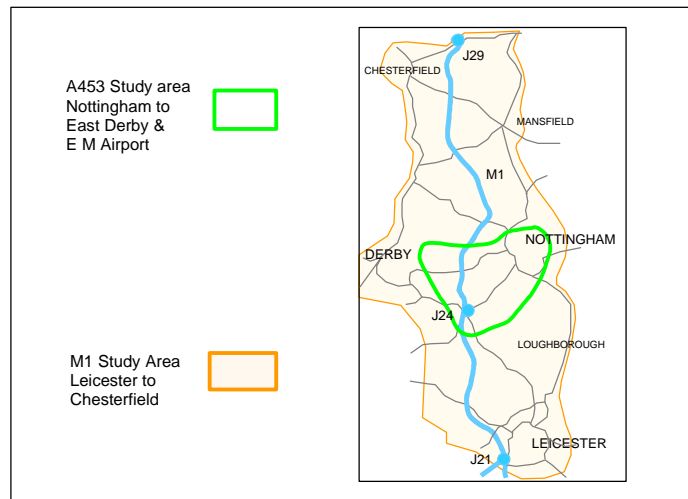 A453 Study area
Nottingham to
East Derby &
E M Airport
M1 Study Area
Leicester to
Chesterfield
J29
CHESTERFIELD
MANSFIELD
M1
NOTTINGHAM
DERBY
J24
LOUGHBOROUGH
LEICESTER
J21